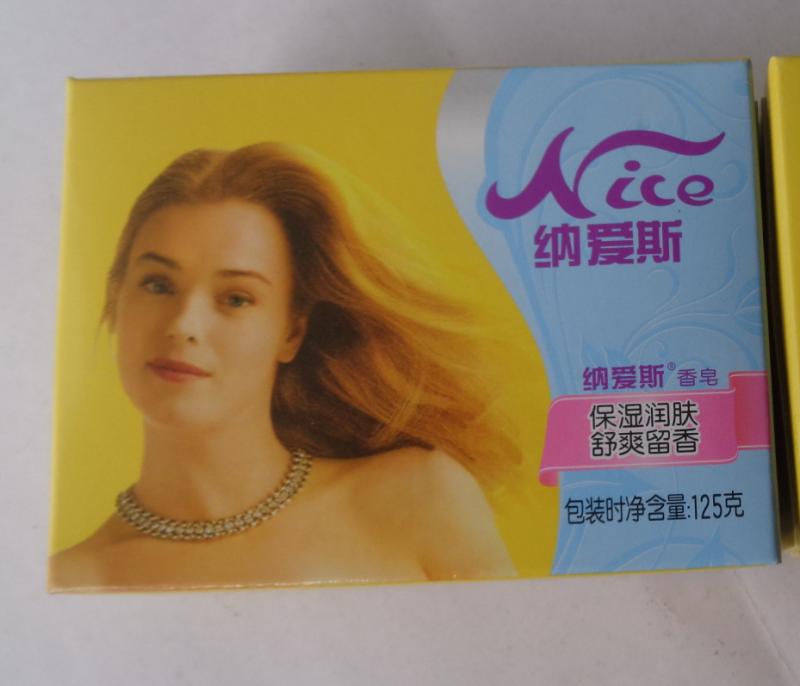 Nice
纳爱斯
纳爱斯®香皂
保湿润肤
舒爽留香
包装时净含量:125克